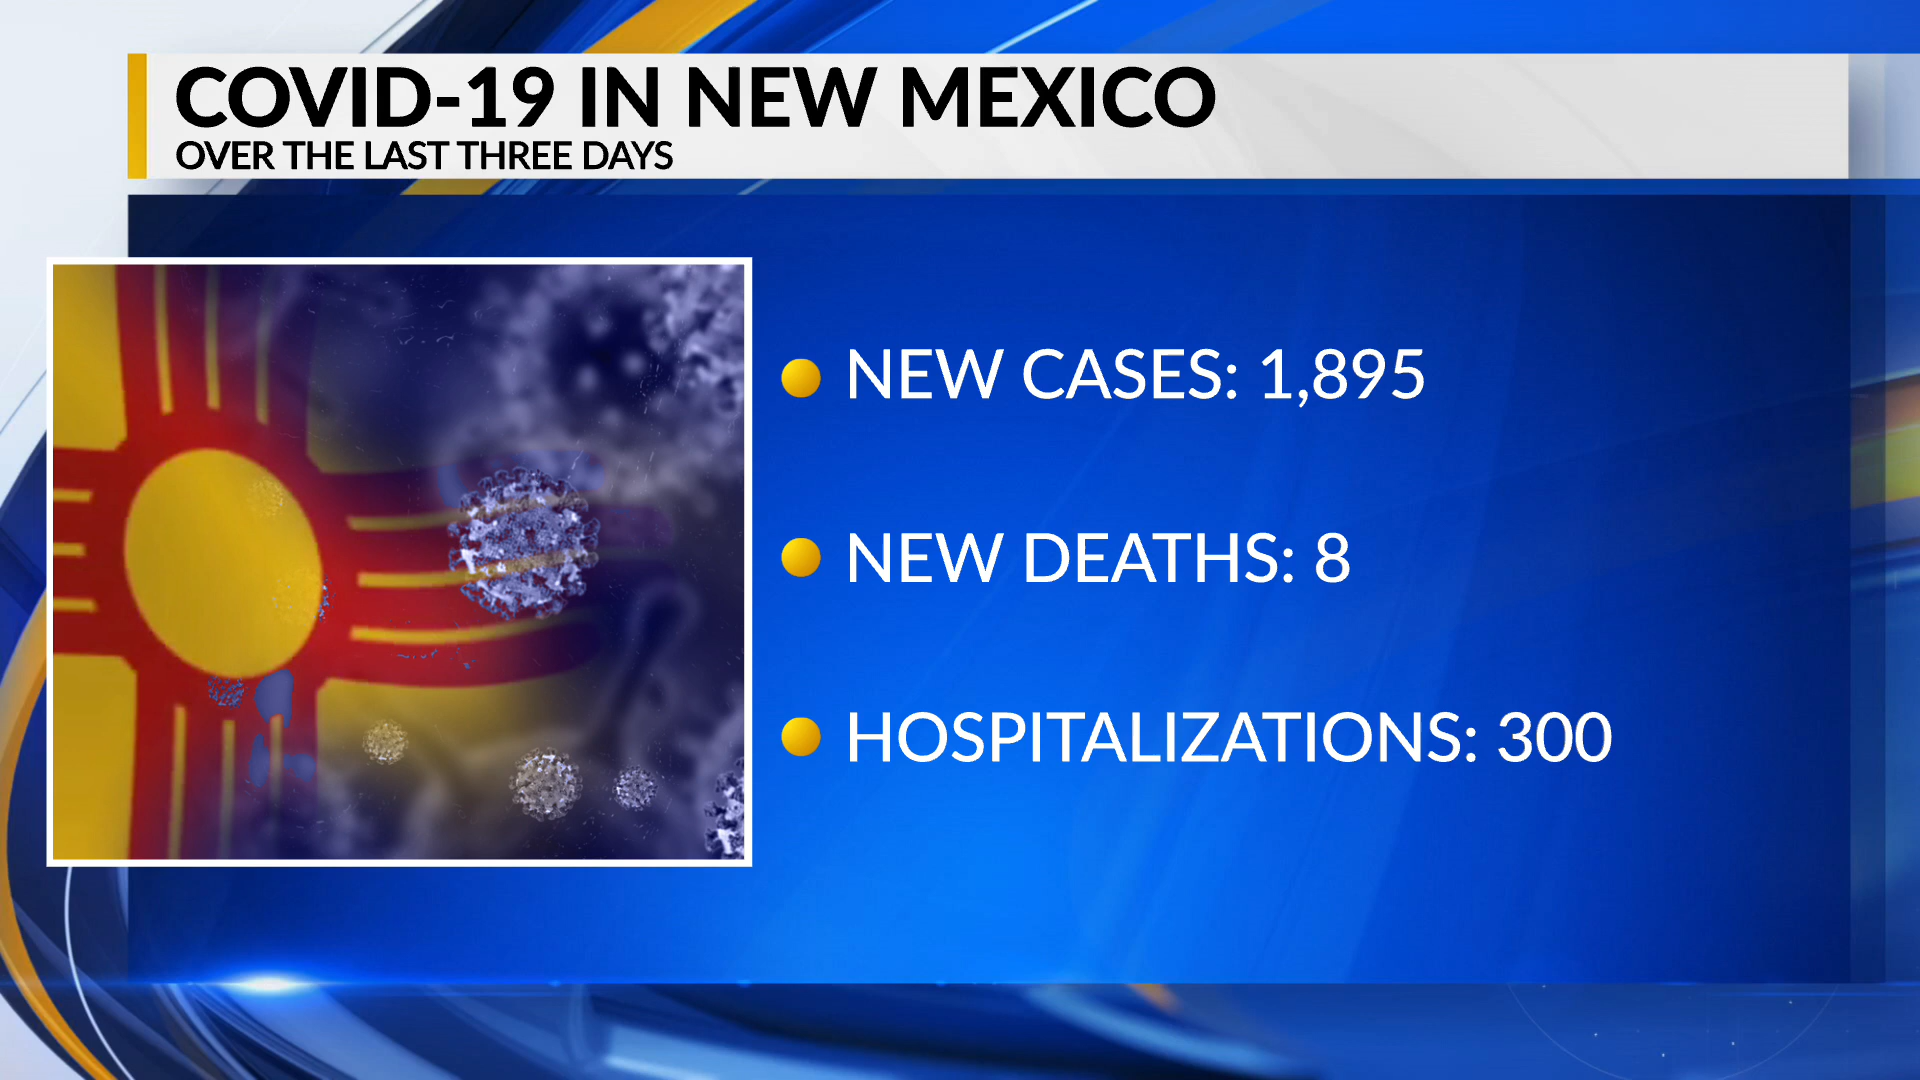 COVID-19 IN NEW MEXICO
OVER THE LAST THREE DAYS
NEW CASES: 1,895
NEW DEATHS: 8
HOSPITALIZATIONS: 300